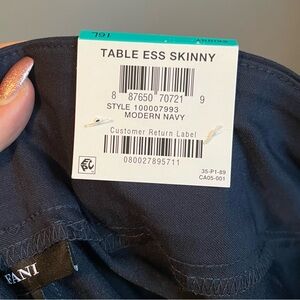 16L
TABLE ESS SKINNY
8 87650 70721 9
STYLE 100007993
MODERN NAVY
Customer Return Label
080027895711
35-P1-89
CA05-001
FANI